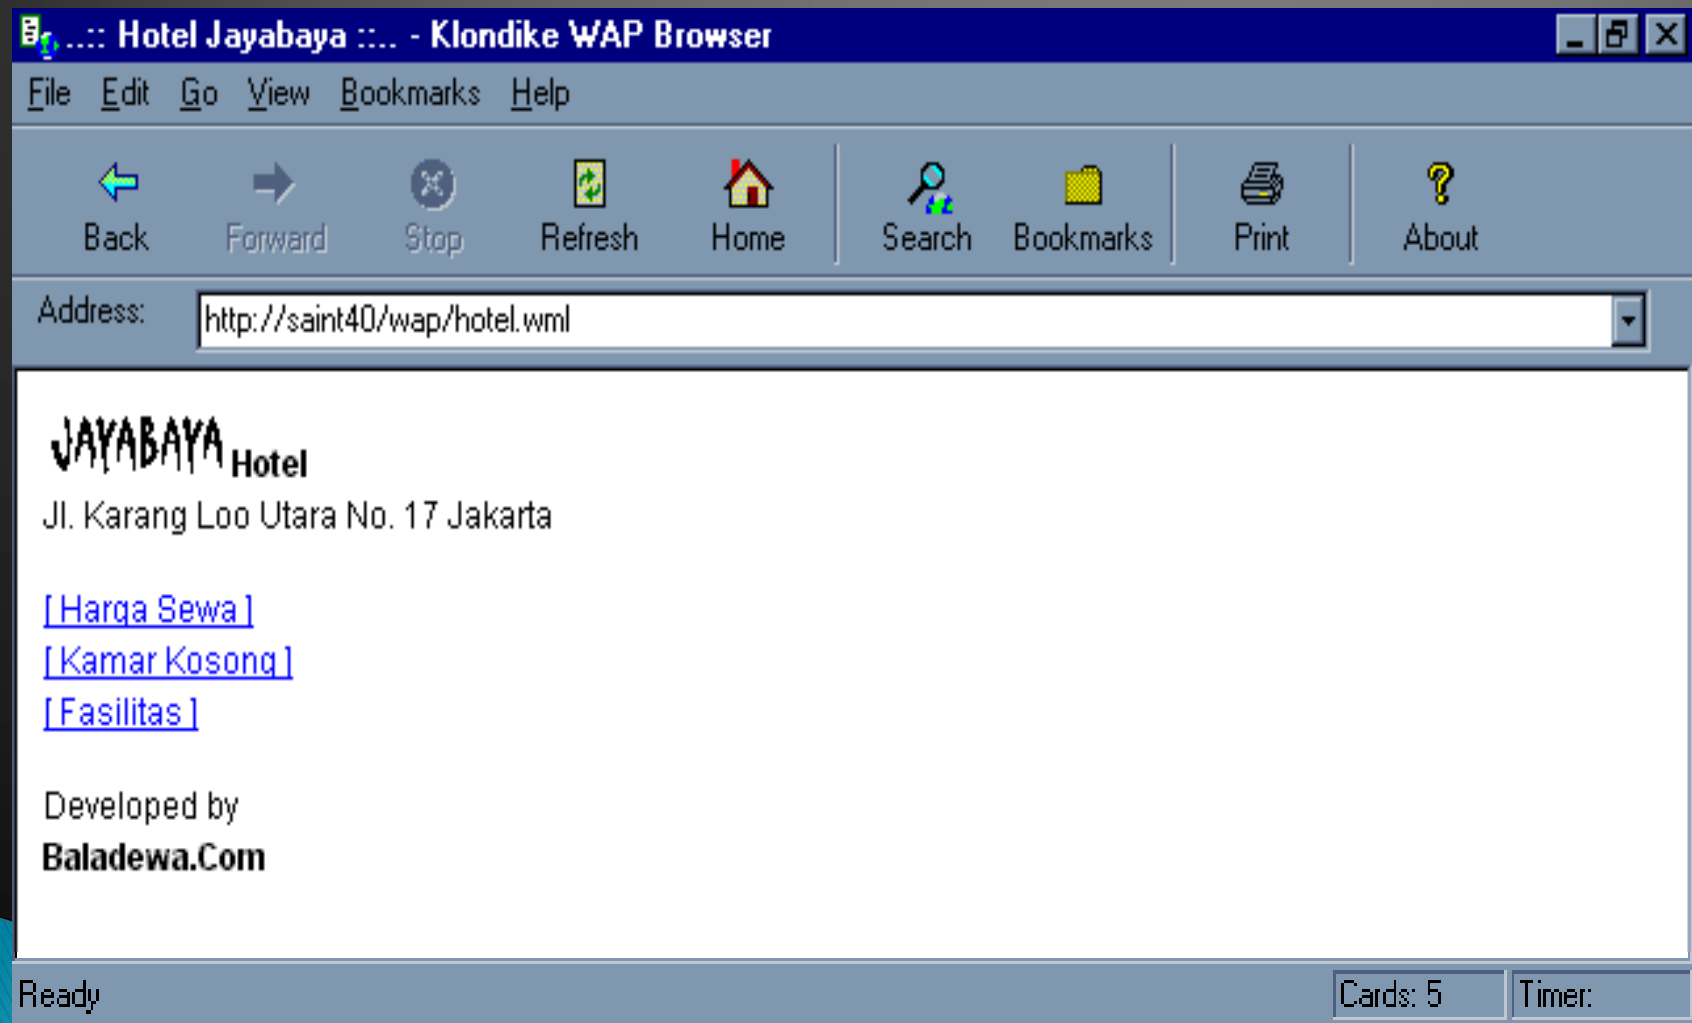 ..:: Hotel Jayabaya ::.. - Klondike WAP Browser
File Edit Go View Bookmarks Help
Back Forward Stop Refresh Home Search Bookmarks Print About
Address: http://saint40/wap/hotel.wml
JAYABAYA Hotel
Jl. Karang Loo Utara No. 17 Jakarta
[ Harga Sewa ]
[ Kamar Kosong ]
[ Fasilitas ]
Developed by
Baladewa.Com
Ready Cards: 5 Timer: